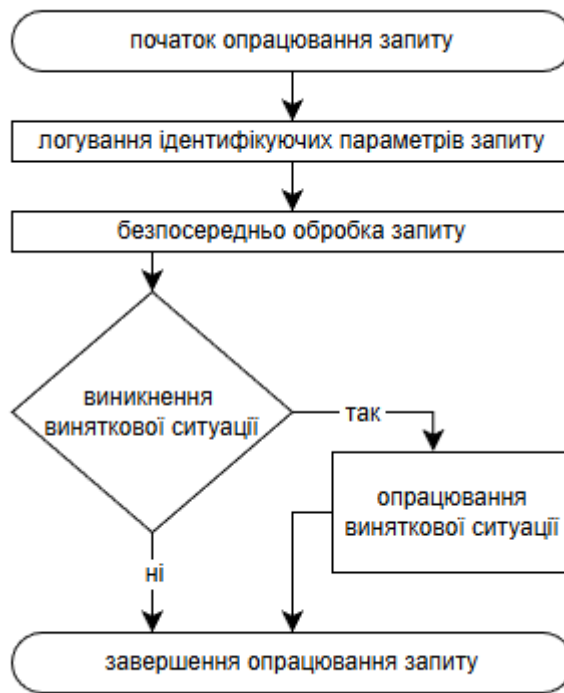 початок опрацювання запиту
логування ідентифікуючих параметрів запиту
безпосередньо обробка запиту
виникнення
виняткової ситуації
так
опрацювання
виняткової ситуації
ні
завершення опрацювання запиту